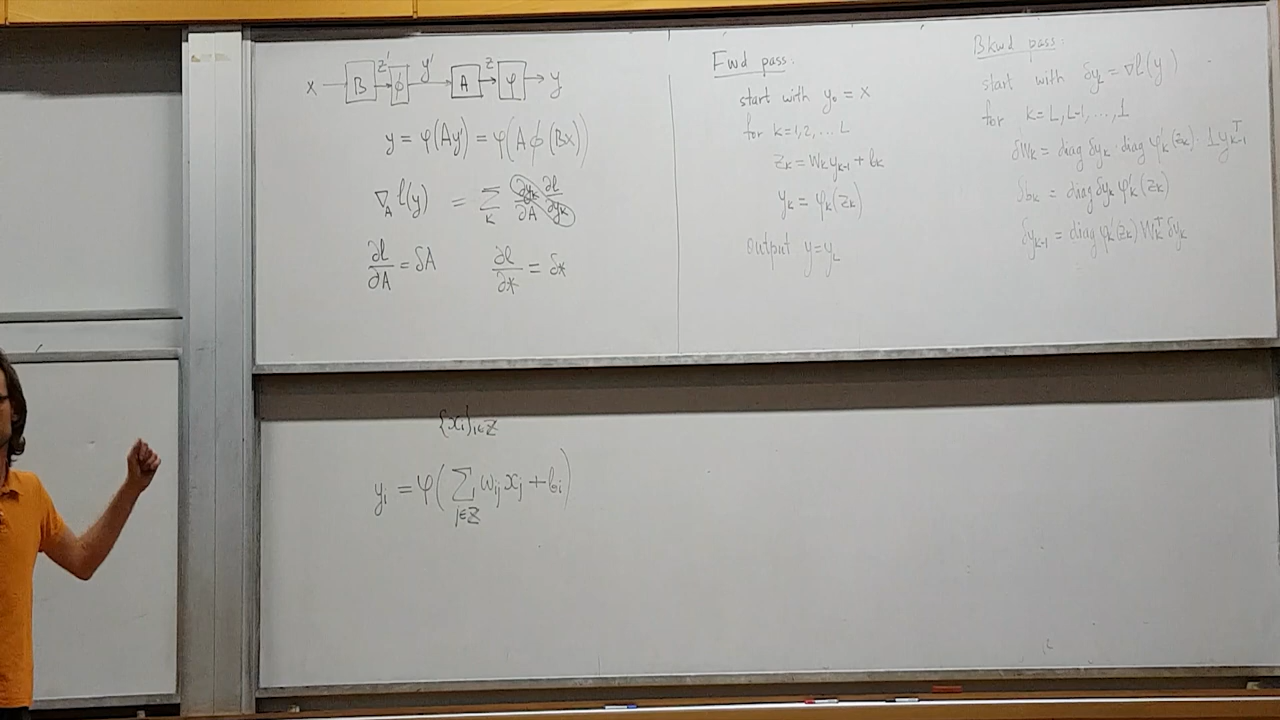 x → B → z' → ϕ → y' → A → z → φ → y
y = φ(Ay') = φ(Aϕ(Bx))
∇_A l(y) = Σ_k ∂y_k/∂A ∂l/∂y_k
∂l/∂A = δA   ∂l/∂* = δ*
Fwd pass:
start with y₀ = x
for k=1,2,... L
z_k = W_k y_{k-1} + b_k
y_k = φ_k(z_k)
output y=y_L
Bkwd pass:
start with δy_L = ∇l(y)
for k=L, L-1, ..., 1
δW_k = diag δy_k · diag φ'_k(z_k) · 1 y_{k-1}^T
δb_k = diag δy_k φ'_k(z_k)
δy_{k-1} = diag φ'_k(z_k) W_k^T δy_k
{x_i}_{i∈Z}
y_i = φ(Σ_{j∈Z} w_{ij} x_j + b_i)